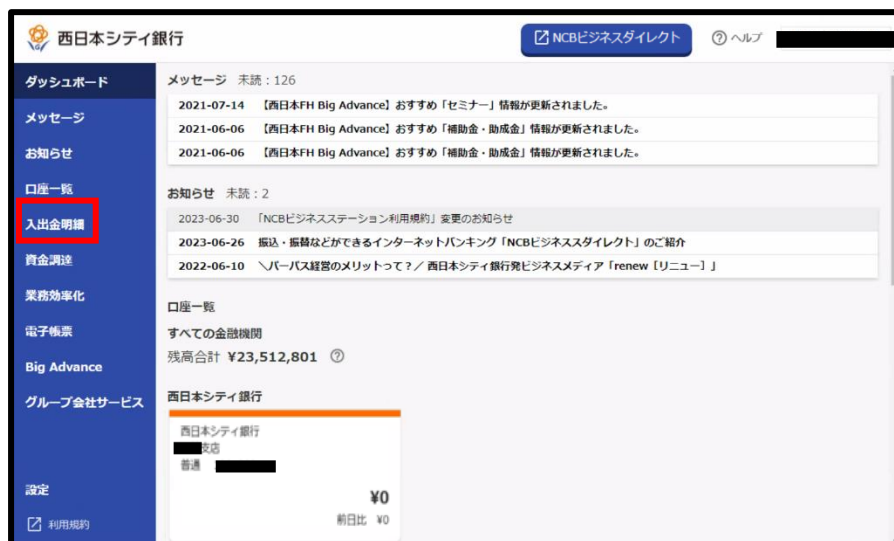 西日本シティ銀行
NCBビジネスダイレクト
ヘルプ
ダッシュボード
メッセージ
お知らせ
口座一覧
入出金明細
資金調達
業務効率化
電子帳票
Big Advance
グループ会社サービス
設定
利用規約
メッセージ 未読：126
2021-07-14 【西日本FH Big Advance】おすすめ「セミナー」情報が更新されました。
2021-06-06 【西日本FH Big Advance】おすすめ「補助金・助成金」情報が更新されました。
2021-06-06 【西日本FH Big Advance】おすすめ「補助金・助成金」情報が更新されました。
お知らせ 未読：2
2023-06-30 「NCBビジネスステーション利用規約」変更のお知らせ
2023-06-26 振込・振替などができるインターネットバンキング「NCBビジネスダイレクト」のご紹介
2022-06-10 ＼パーパス経営のメリットって？／ 西日本シティ銀行発ビジネスメディア「renew［リニュー］」
口座一覧
すべての金融機関
残高合計 ¥23,512,801
西日本シティ銀行
西日本シティ銀行
支店
普通
¥0
前日比 ¥0